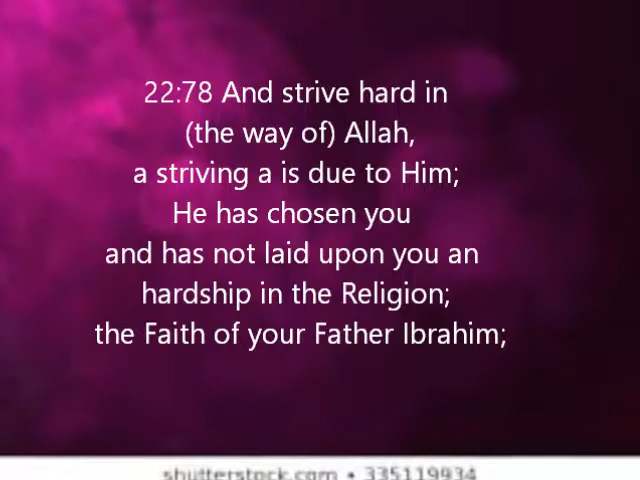 22:78 And strive hard in
(the way of) Allah,
a striving a is due to Him;
He has chosen you
and has not laid upon you an
hardship in the Religion;
the Faith of your Father Ibrahim;
shutterstock.com • 335119934